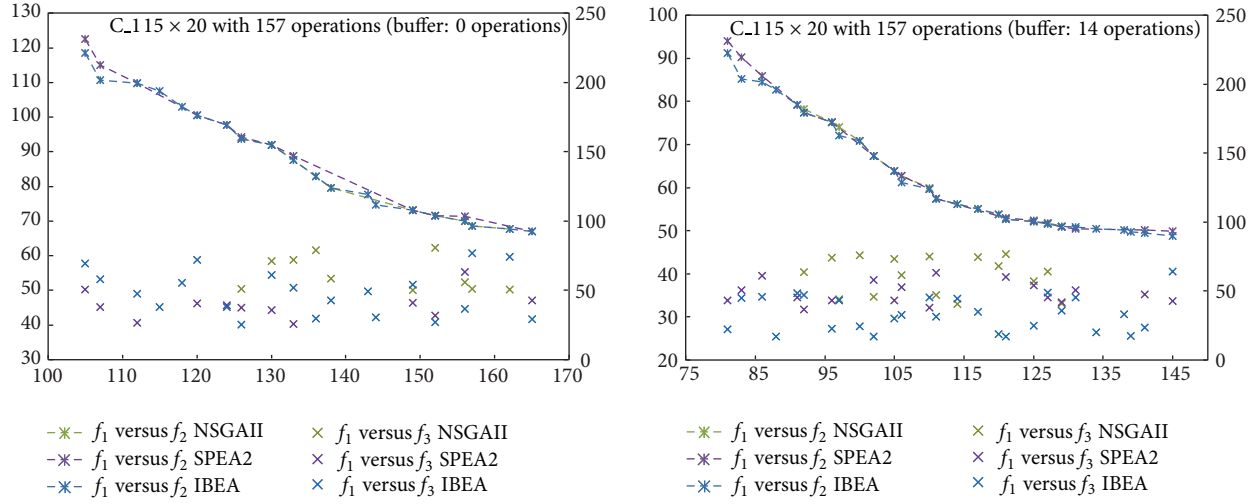 C_115 × 20 with 157 operations (buffer: 0 operations)
130
120
110
100
90
80
70
60
50
40
30
250
200
150
100
50
0
100 110 120 130 140 150 160 170
f1 versus f2 NSGAII
f1 versus f2 SPEA2
f1 versus f2 IBEA
f1 versus f3 NSGAII
f1 versus f3 SPEA2
f1 versus f3 IBEA
C_115 × 20 with 157 operations (buffer: 14 operations)
100
90
80
70
60
50
40
30
20
250
200
150
100
50
0
75 85 95 105 115 125 135 145
f1 versus f2 NSGAII
f1 versus f2 SPEA2
f1 versus f2 IBEA
f1 versus f3 NSGAII
f1 versus f3 SPEA2
f1 versus f3 IBEA